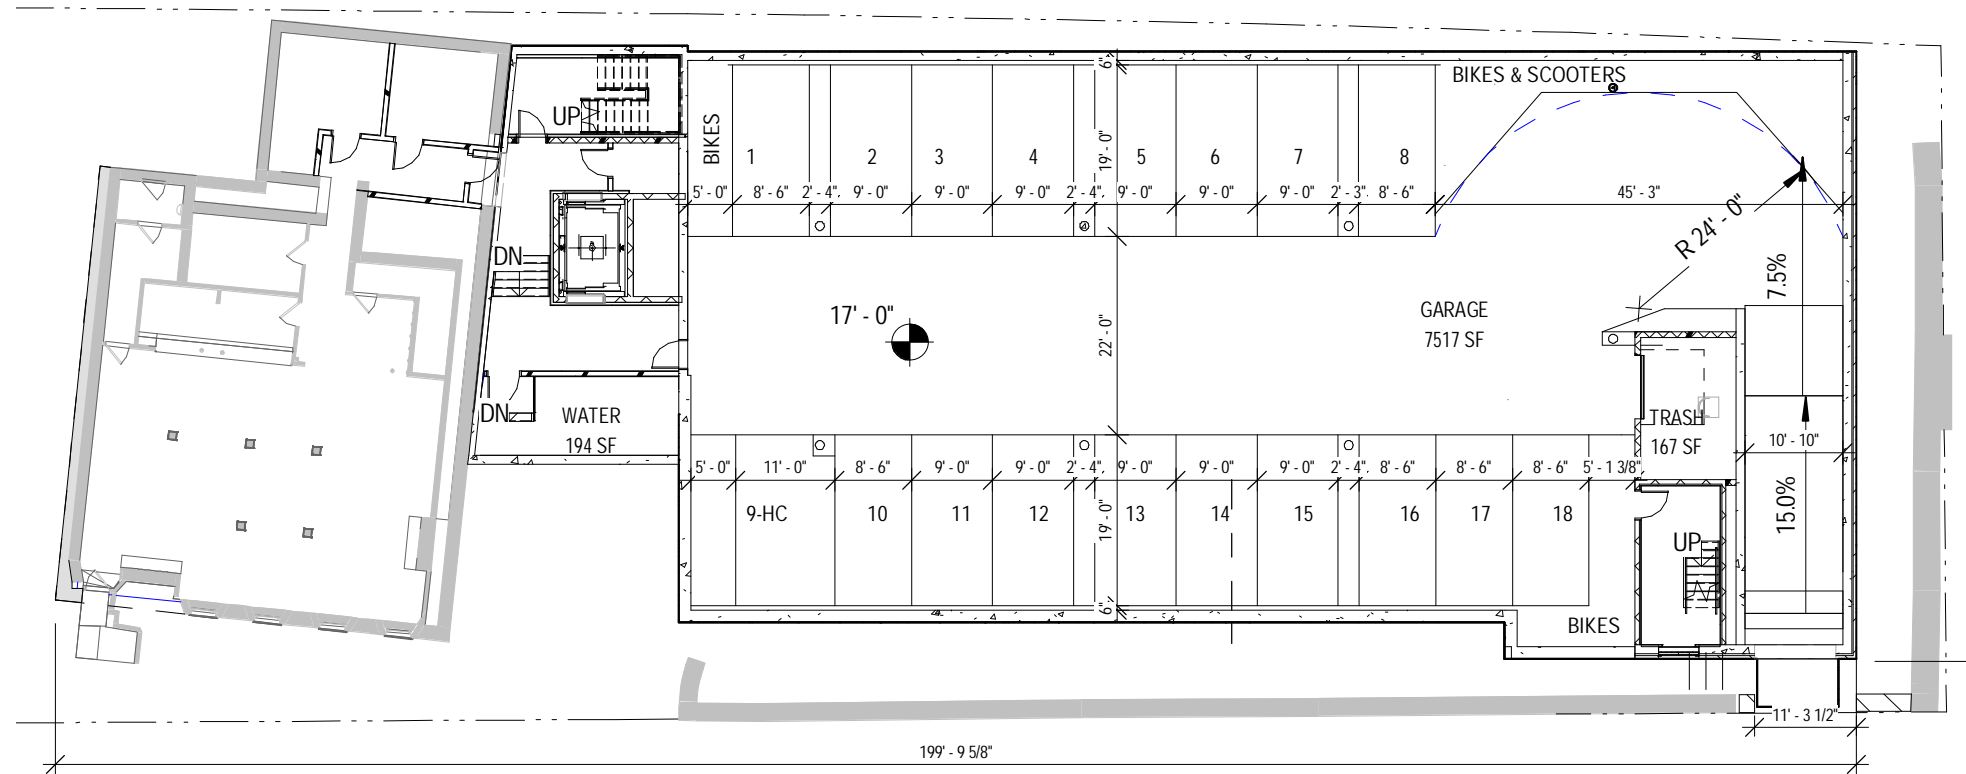 BIKES & SCOOTERS
6"
UP
BIKES
1
2
3
4
19' - 0"
5
6
7
8
5' - 0"
8' - 6"
2' - 4"
9' - 0"
9' - 0"
9' - 0"
2' - 4"
9' - 0"
9' - 0"
9' - 0"
2' - 3"
8' - 6"
45' - 3"
R 24' - 0"
DN
7.5%
17' - 0"
22' - 0"
GARAGE
7517 SF
DN
WATER
194 SF
TRASH
167 SF
10' - 10"
5' - 0"
11' - 0"
8' - 6"
9' - 0"
9' - 0"
2' - 4"
9' - 0"
9' - 0"
9' - 0"
2' - 4"
8' - 6"
8' - 6"
8' - 6"
5' - 1 3/8"
15.0%
9-HC
10
11
12
19' - 0"
13
14
15
16
17
18
UP
6"
BIKES
11' - 3 1/2"
199' - 9 5/8"